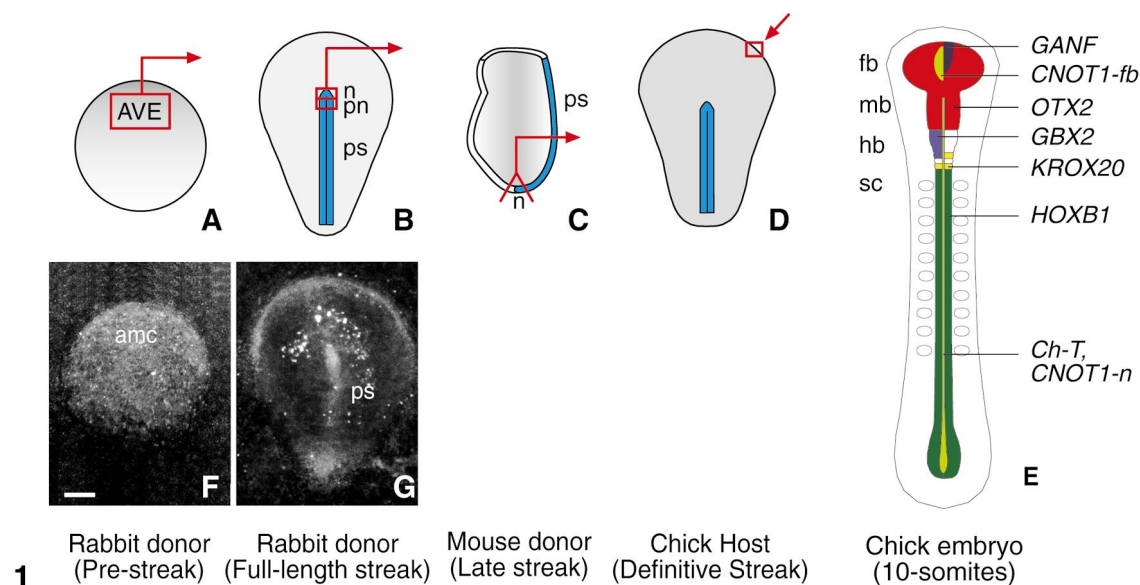 AVE
A
n
pn
ps
B
ps
n
C
D
fb
mb
hb
sc
GANF
CNOT1-fb
OTX2
GBX2
KROX20
HOXB1
Ch-T,
CNOT1-n
E
amc
F
ps
G
Rabbit donor
(Pre-streak)
Rabbit donor
(Full-length streak)
Mouse donor
(Late streak)
Chick Host
(Definitive Streak)
Chick embryo
(10-somites)
1